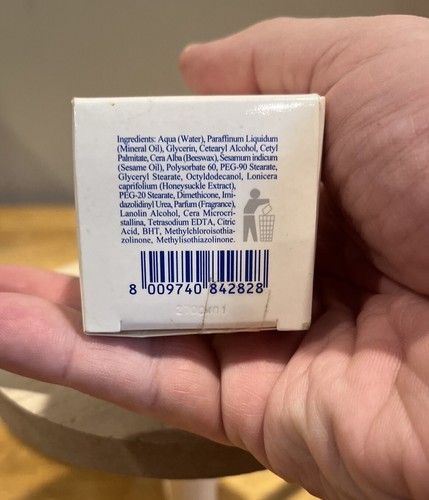 Ingredients: Aqua (Water), Paraffinum Liquidum
(Mineral Oil), Glycerin, Cetearyl Alcohol, Cetyl
Palmitate, Cera Alba (Beeswax), Sesamum indicum
(Sesame Oil), Polysorbate 60, PEG-90 Stearate,
Glyceryl Stearate, Octyldodecanol, Lonicera
caprifolium (Honeysuckle Extract),
PEG-20 Stearate, Dimethicone, Imi-
dazolidinyl Urea, Parfum (Fragrance),
Lanolin Alcohol, Cera Microcri-
stallina, Tetrasodium EDTA, Citric
Acid, BHT, Methylchloroisothia-
zolinone, Methylisothiazolinone.
8 009740 842828